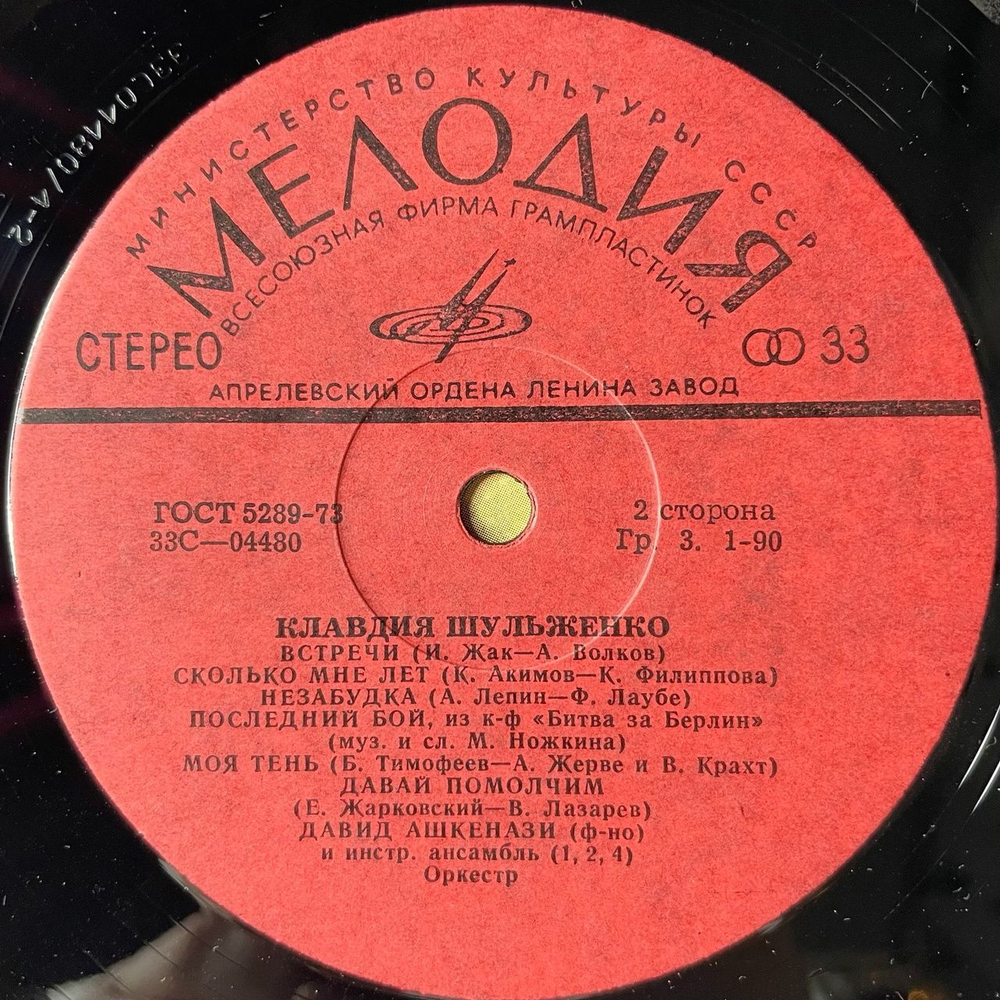 МИНИСТЕРСТВО КУЛЬТУРЫ СССР
МЕЛОДИЯ
ВСЕСОЮЗНАЯ ФИРМА ГРАМПЛАСТИНОК
СТЕРЕО
33
АПРЕЛЕВСКИЙ ОРДЕНА ЛЕНИНА ЗАВОД
ГОСТ 5289-73
2 сторона
33С—04480
Гр. 3. 1-90
КЛАВДИЯ ШУЛЬЖЕНКО
ВСТРЕЧИ (И. Жак—А. Волков)
СКОЛЬКО МНЕ ЛЕТ (К. Акимов—К. Филиппова)
НЕЗАБУДКА (А. Лепин—Ф. Лаубе)
ПОСЛЕДНИЙ БОЙ, из к-ф «Битва за Берлин»
(муз. и сл. М. Ножкина)
МОЯ ТЕНЬ (Б. Тимофеев—А. Жерве и В. Крахт)
ДАВАЙ ПОМОЛЧИМ
(Е. Жарковский—В. Лазарев)
ДАВИД АШКЕНАЗИ (ф-но)
и инстр. ансамбль (1, 2, 4)
Оркестр